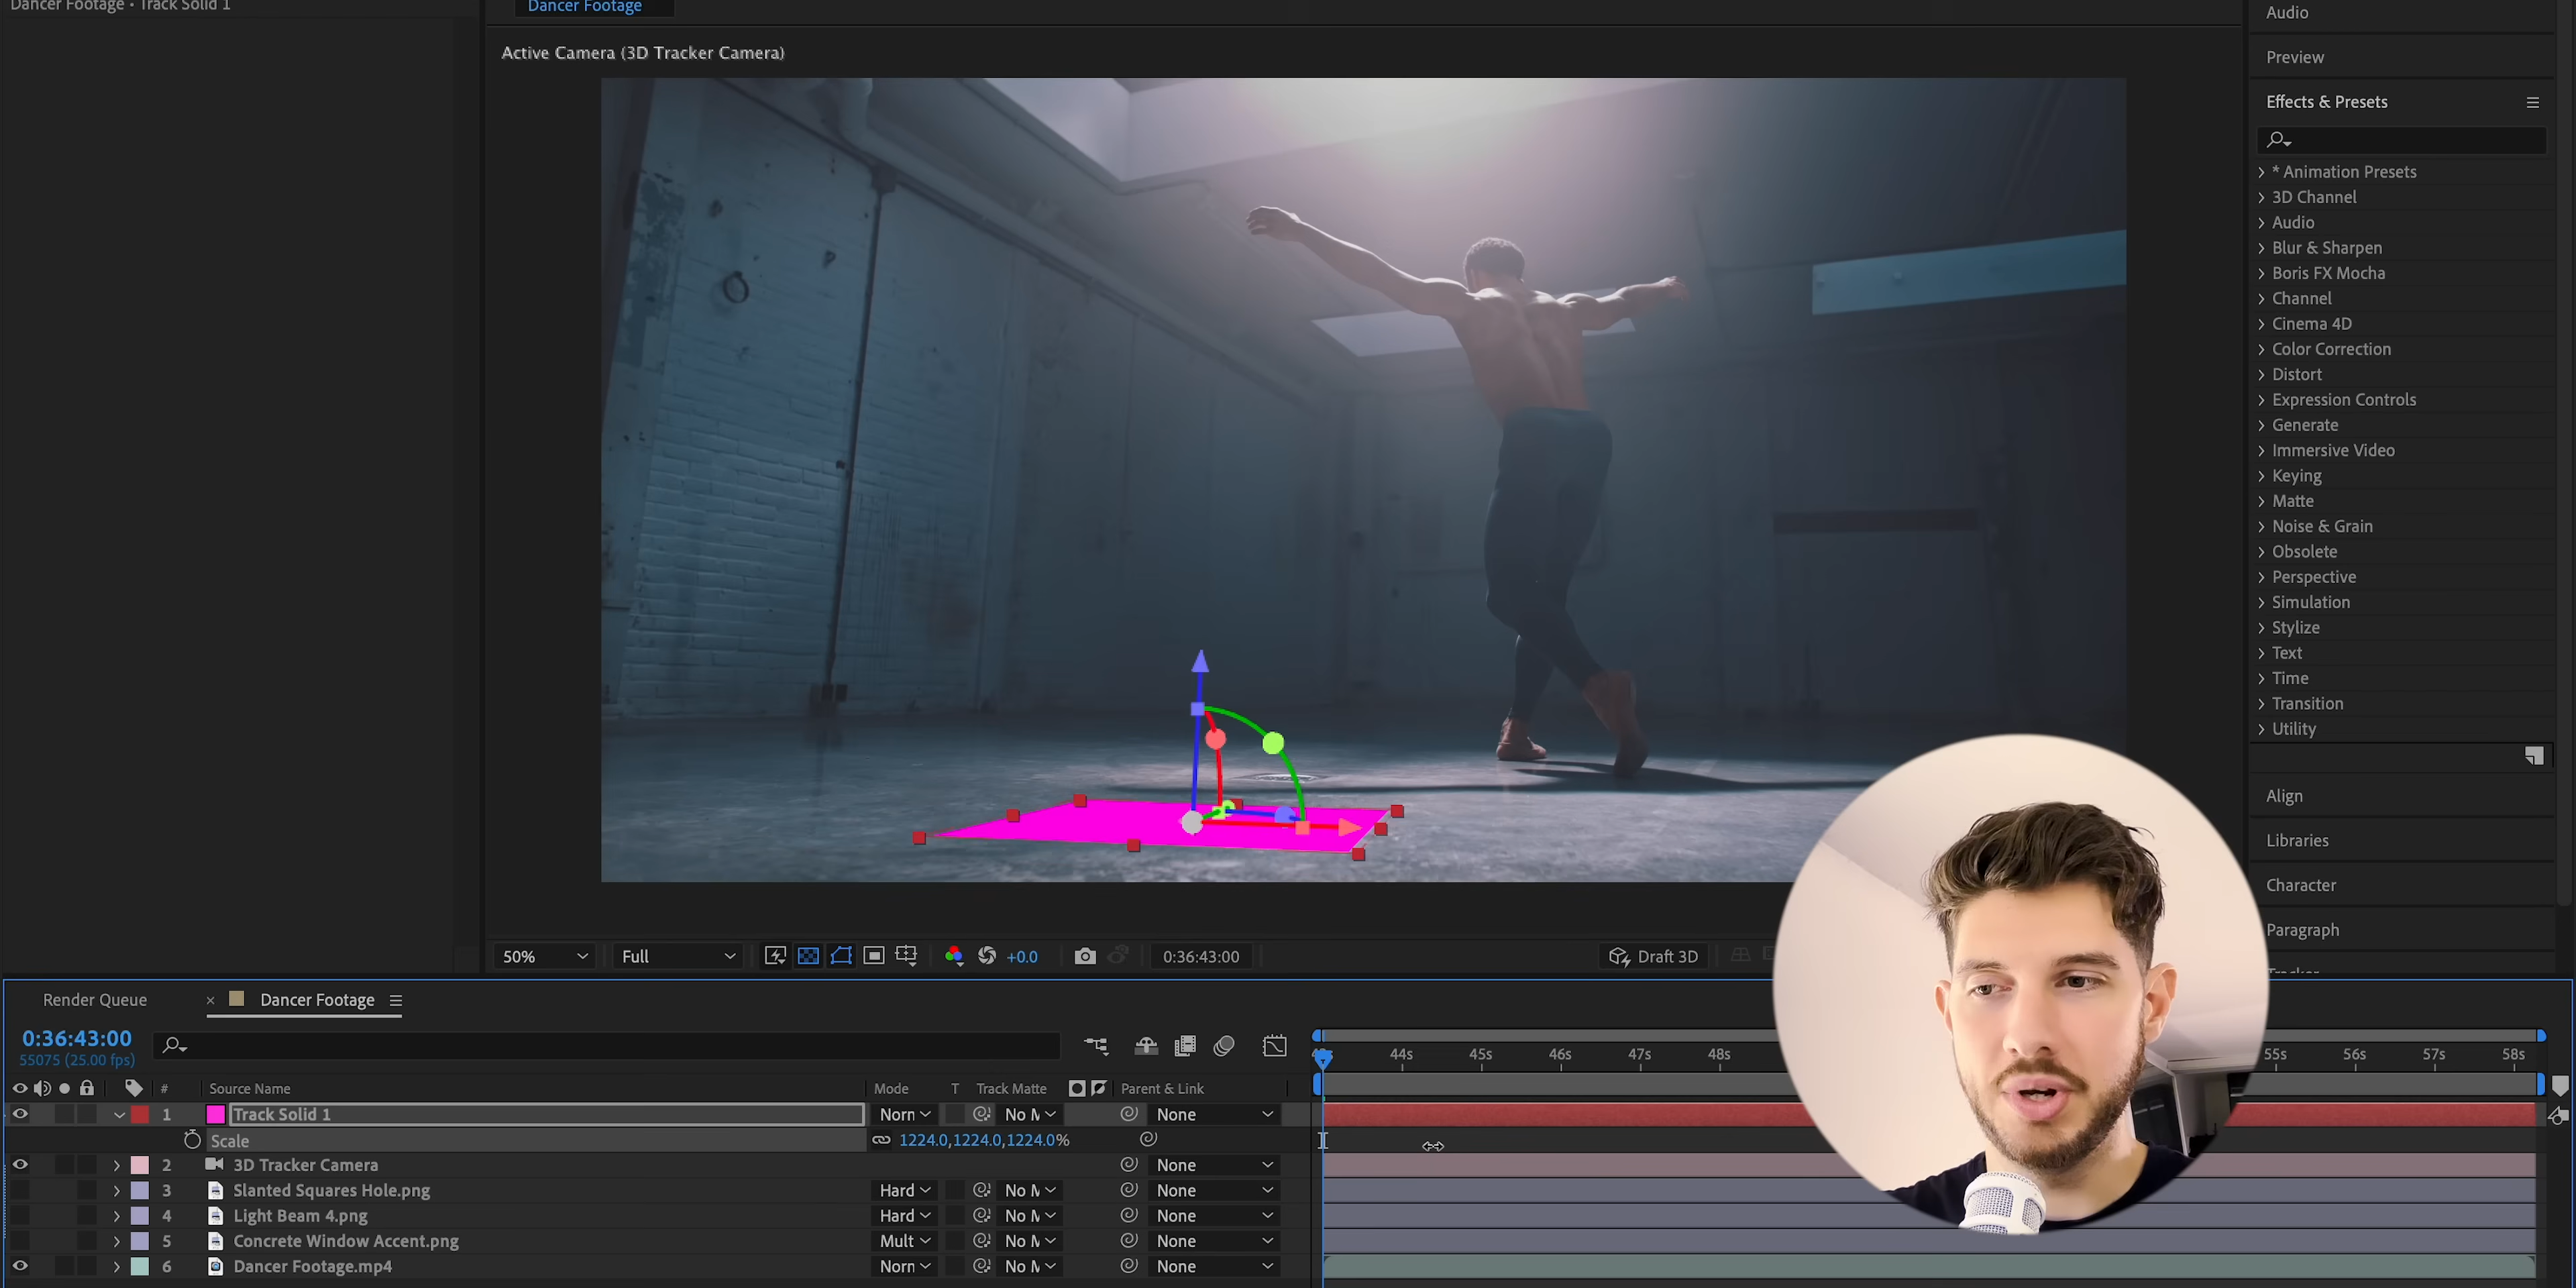 Dancer Footage • Track Solid 1
Dancer Footage
Active Camera (3D Tracker Camera)
Audio
Preview
Effects & Presets
* Animation Presets
3D Channel
Audio
Blur & Sharpen
Boris FX Mocha
Channel
Cinema 4D
Color Correction
Distort
Expression Controls
Generate
Immersive Video
Keying
Matte
Noise & Grain
Obsolete
Perspective
Simulation
Stylize
Text
Time
Transition
Utility
Align
Libraries
Character
Paragraph
Tracker
50% Full +0.0 0:36:43:00 Draft 3D
Render Queue × Dancer Footage
0:36:43:00
55075 (25.00 fps)
44s 45s 46s 47s 48s 55s 56s 57s 58s
# Source Name Mode T Track Matte Parent & Link
1 Track Solid 1 Norn No M None
Scale 1224.0,1224.0,1224.0%
2 3D Tracker Camera None
3 Slanted Squares Hole.png Hard No M None
4 Light Beam 4.png Hard No M None
5 Concrete Window Accent.png Mult No M None
6 Dancer Footage.mp4 Norn No M None